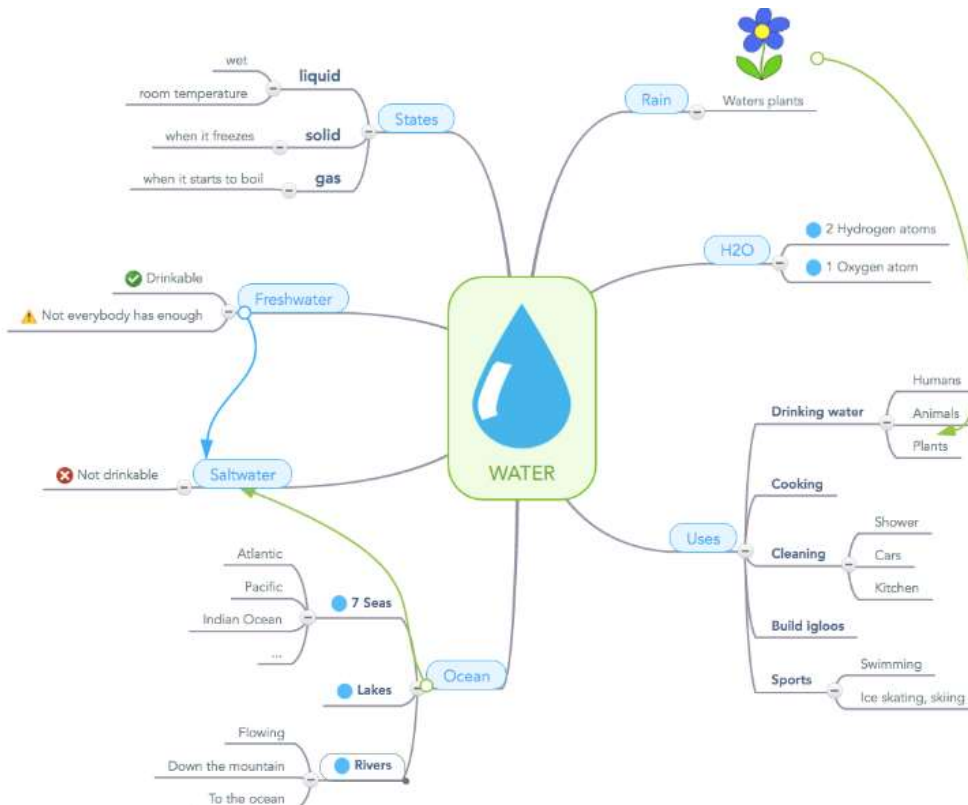 WATER
States
liquid
wet
room temperature
solid
when it freezes
gas
when it starts to boil
Freshwater
Drinkable
Not everybody has enough
Saltwater
Not drinkable
Ocean
7 Seas
Atlantic
Pacific
Indian Ocean
...
Lakes
Rivers
Flowing
Down the mountain
To the ocean
Rain
Waters plants
H2O
2 Hydrogen atoms
1 Oxygen atom
Uses
Drinking water
Humans
Animals
Plants
Cooking
Cleaning
Shower
Cars
Kitchen
Build igloos
Sports
Swimming
Ice skating, skiing